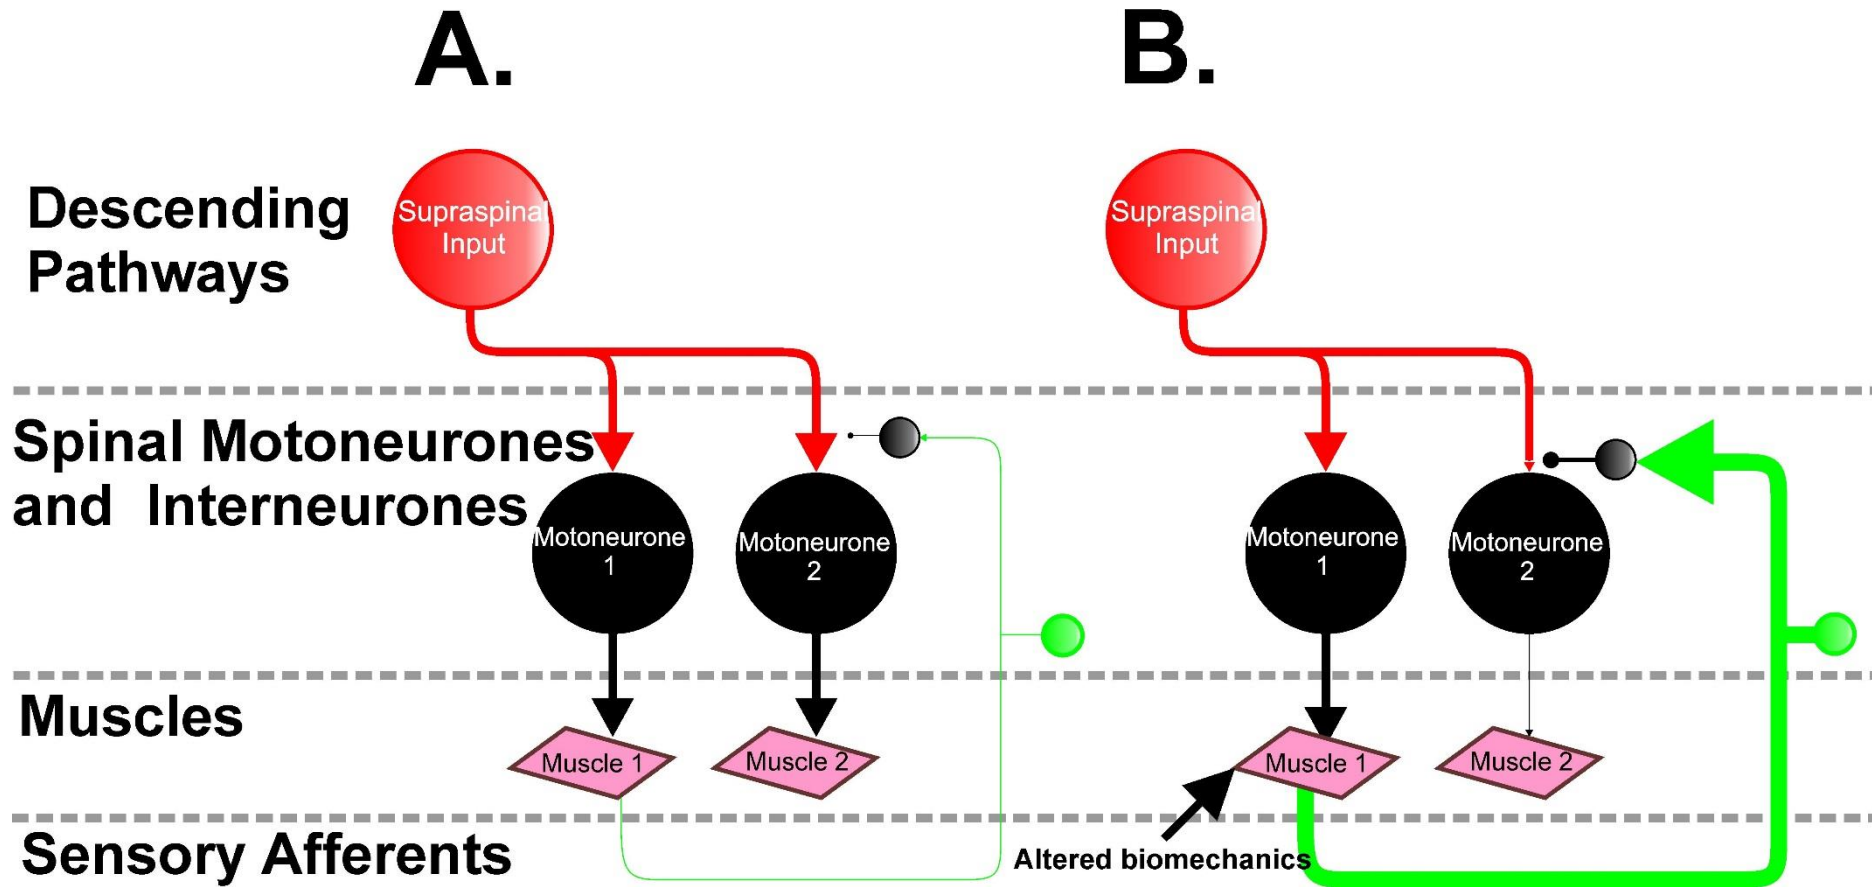 A.
B.
Descending
Pathways
Supraspinal
Input
Supraspinal
Input
Spinal Motoneurones
and Interneurones
Motoneurone
1
Motoneurone
2
Motoneurone
1
Motoneurone
2
Muscles
Muscle 1
Muscle 2
Muscle 1
Muscle 2
Altered biomechanics
Sensory Afferents